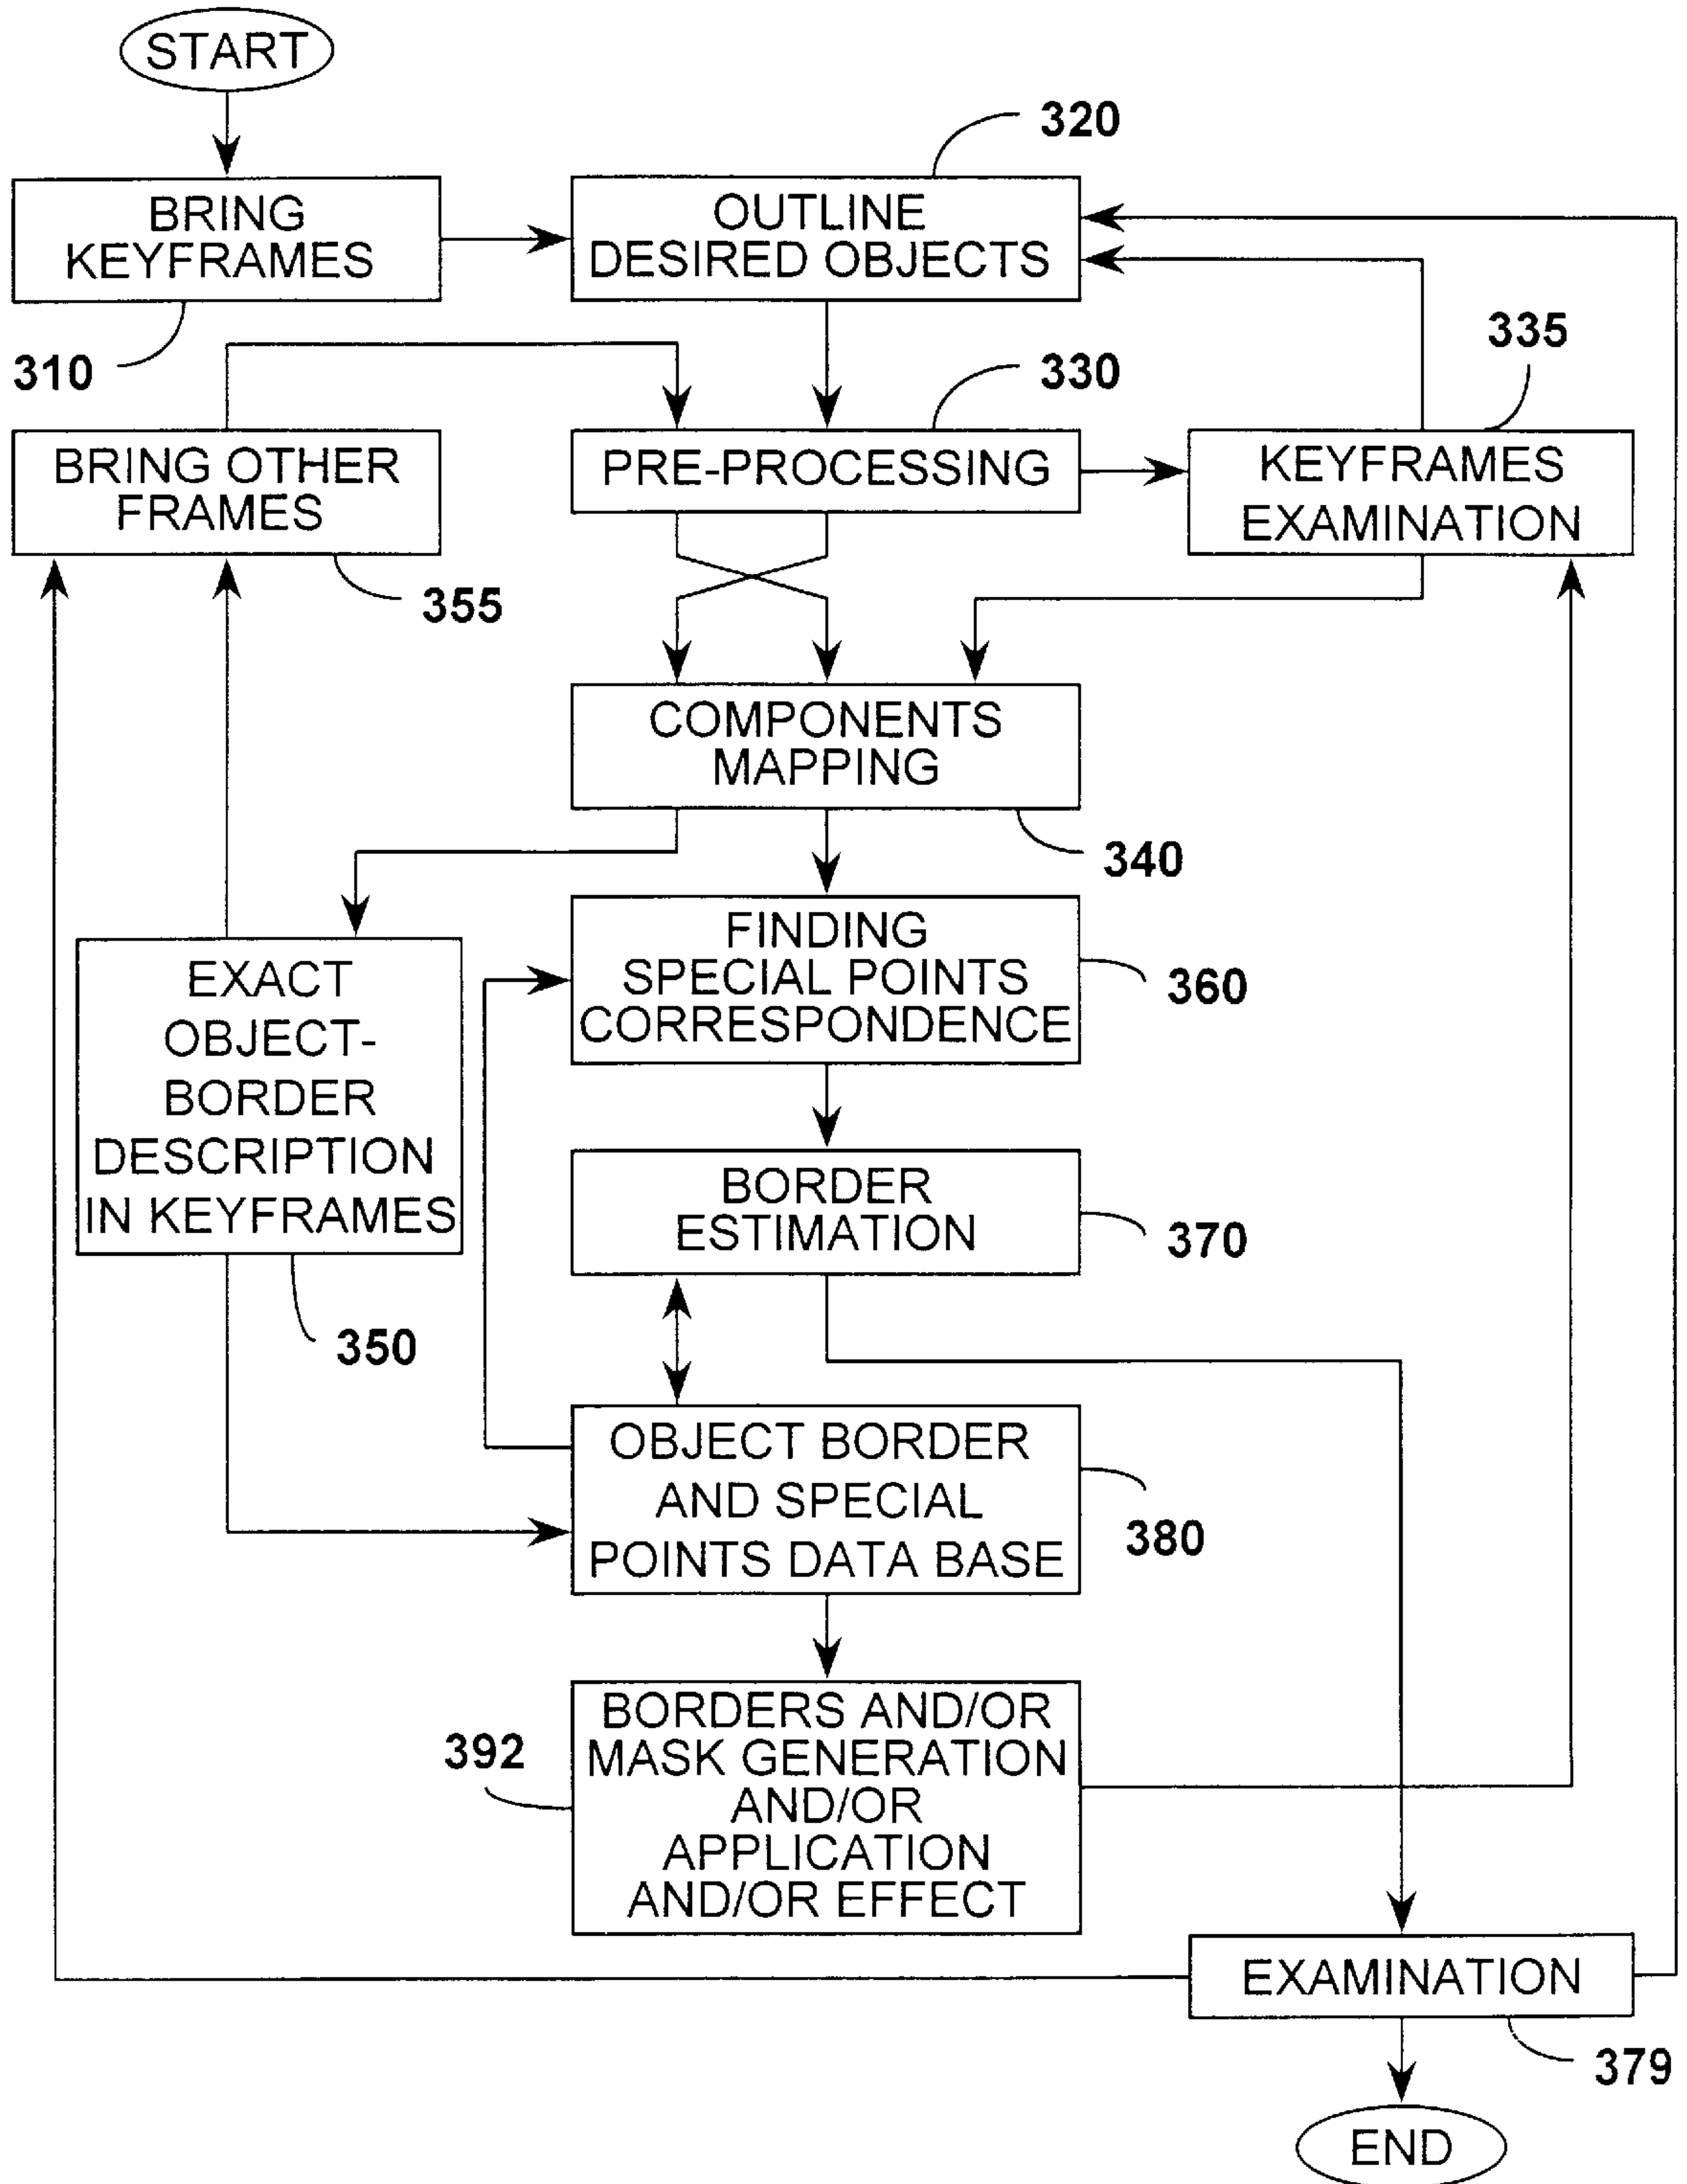 START
320
BRING
KEYFRAMES
OUTLINE
DESIRED OBJECTS
310
330
335
BRING OTHER
FRAMES
PRE-PROCESSING
KEYFRAMES
EXAMINATION
355
COMPONENTS
MAPPING
340
FINDING
SPECIAL POINTS
CORRESPONDENCE
360
EXACT
OBJECT-
BORDER
DESCRIPTION
IN KEYFRAMES
BORDER
ESTIMATION
370
350
OBJECT BORDER
AND SPECIAL
POINTS DATA BASE
380
392
BORDERS AND/OR
MASK GENERATION
AND/OR
APPLICATION
AND/OR EFFECT
EXAMINATION
379
END